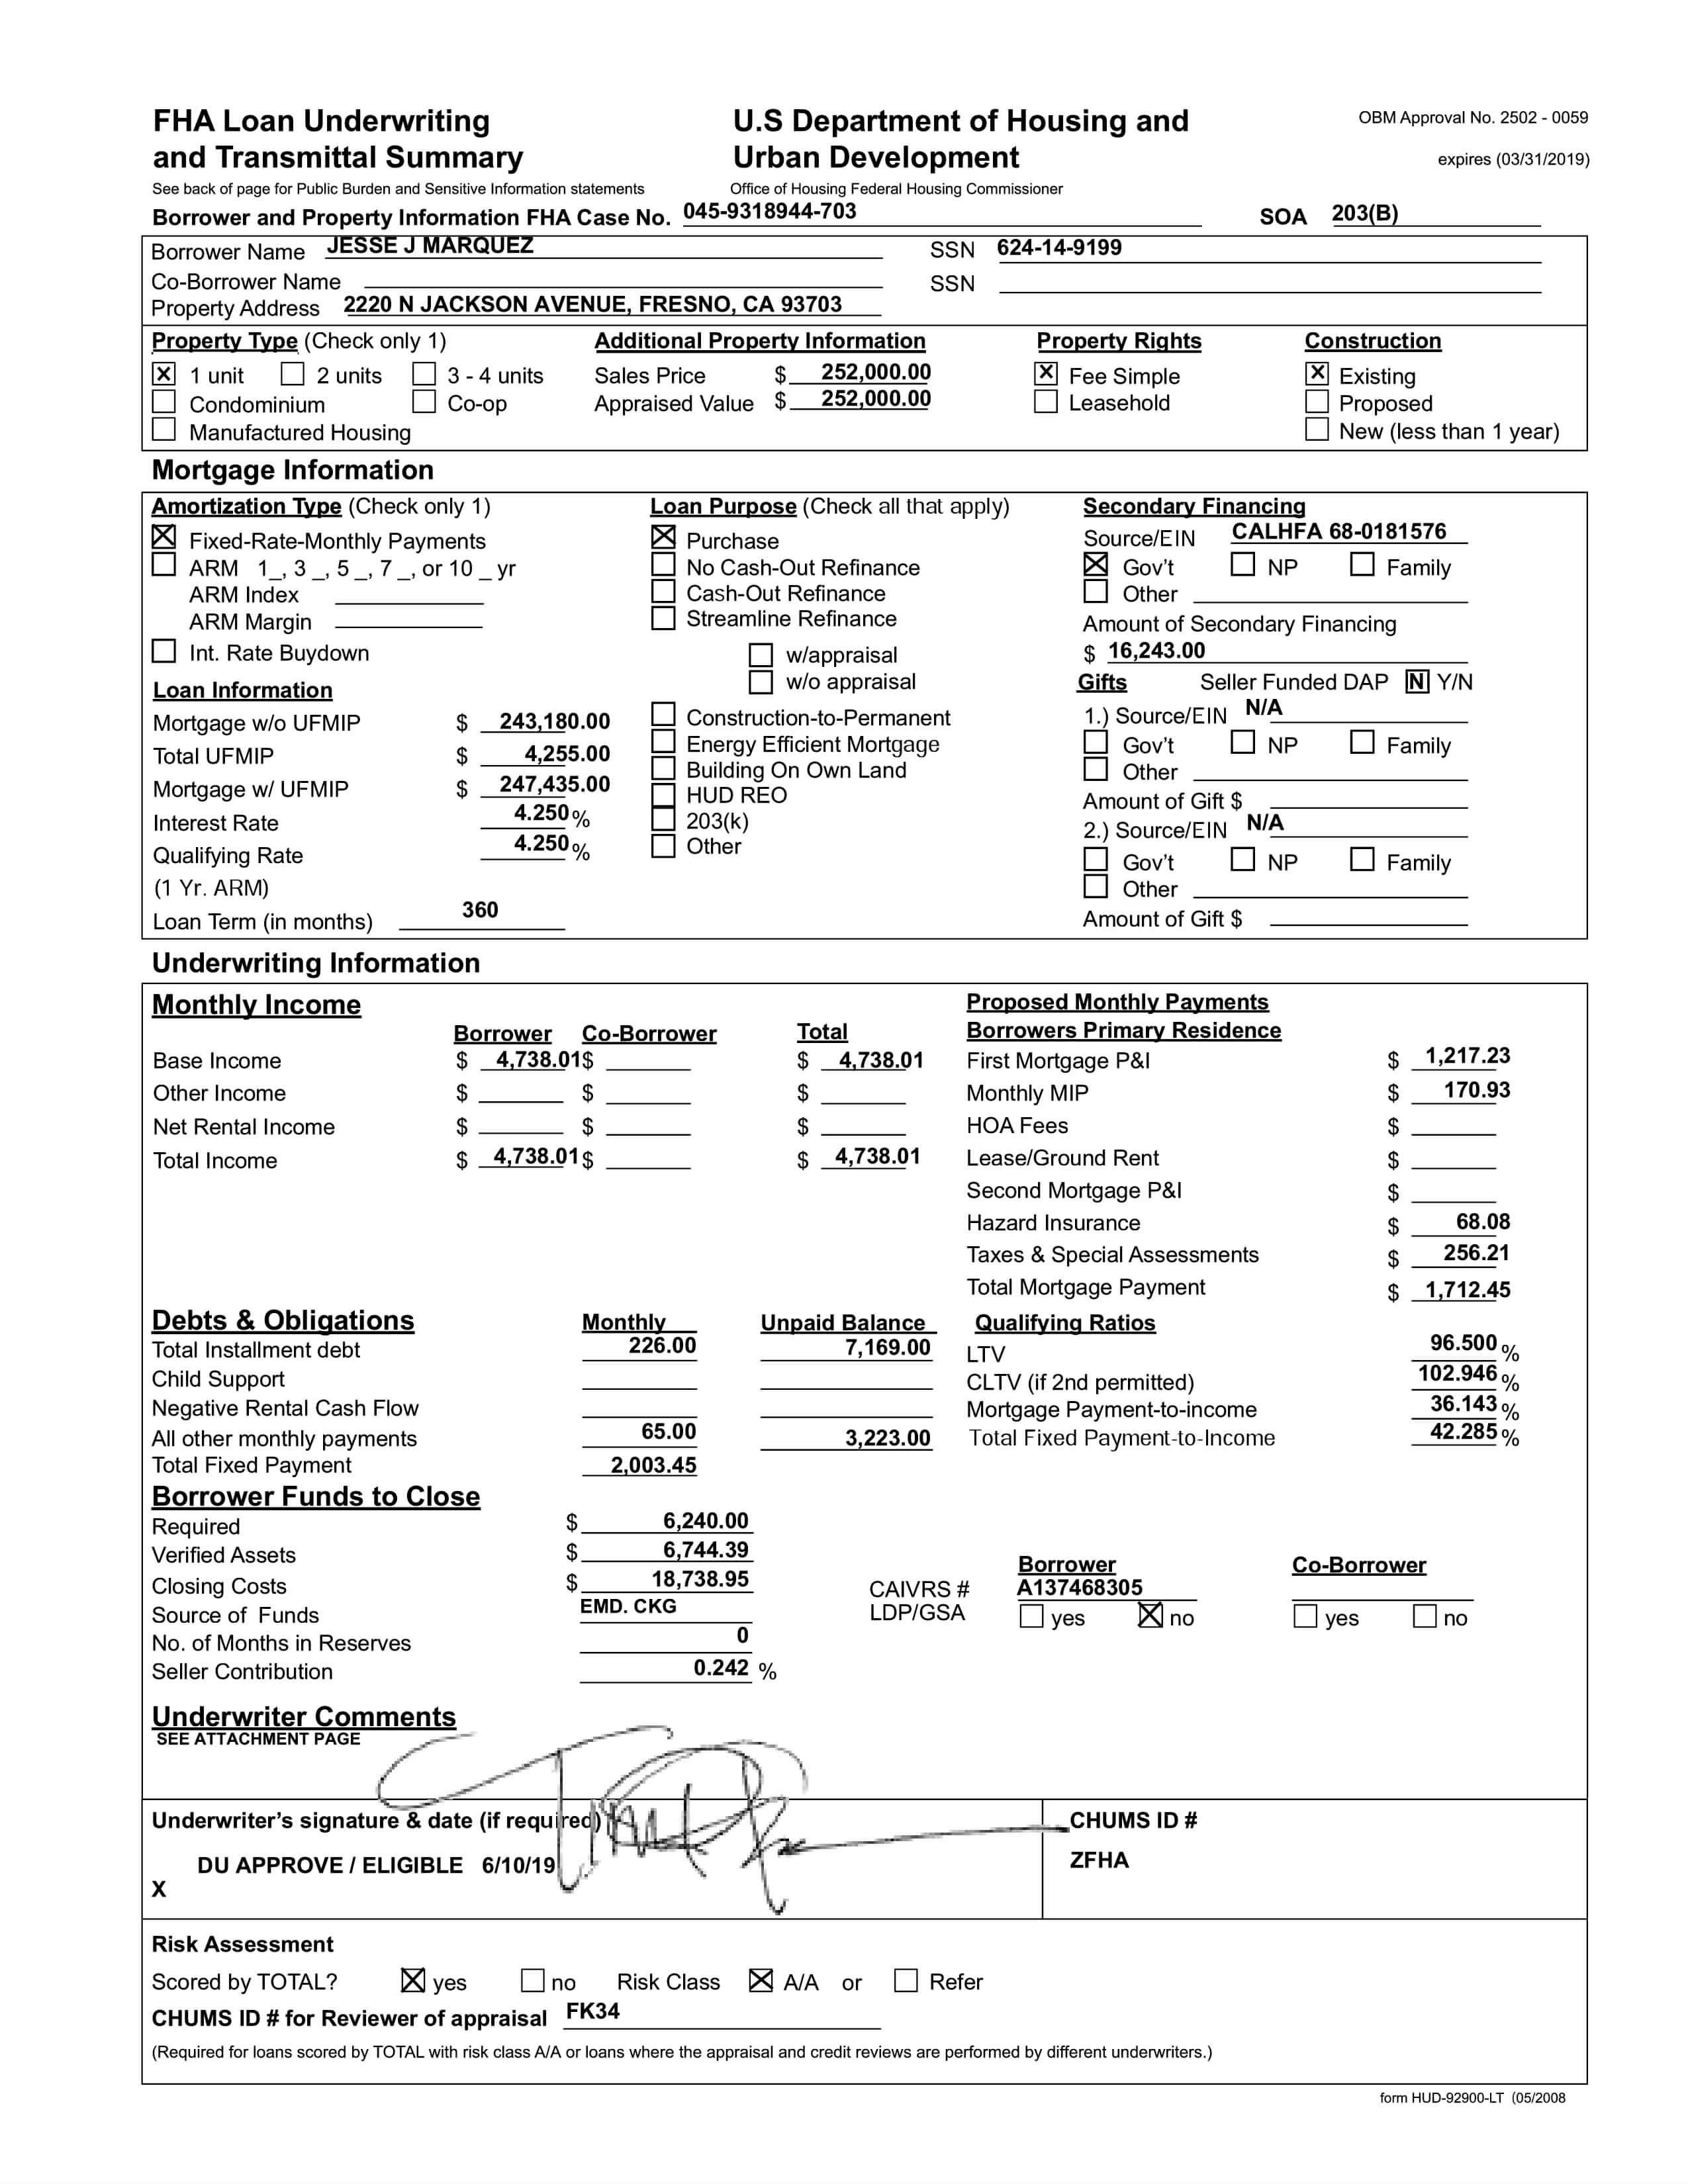 FHA Loan Underwriting and Transmittal Summary
U.S Department of Housing and Urban Development
OBM Approval No. 2502 - 0059
expires (03/31/2019)
See back of page for Public Burden and Sensitive Information statements
Office of Housing Federal Housing Commissioner
Borrower and Property Information FHA Case No. 045-9318944-703 SOA 203(B)
Borrower Name JESSE J MARQUEZ SSN 624-14-9199
Co-Borrower Name SSN
Property Address 2220 N JACKSON AVENUE, FRESNO, CA 93703
Property Type (Check only 1) Additional Property Information Property Rights Construction
X 1 unit 2 units 3 - 4 units Sales Price $ 252,000.00 X Fee Simple X Existing
Condominium Co-op Appraised Value $ 252,000.00 Leasehold Proposed
Manufactured Housing New (less than 1 year)
Mortgage Information
Amortization Type (Check only 1)
X Fixed-Rate-Monthly Payments
ARM 1_, 3 _, 5 _, 7 _, or 10 _ yr
ARM Index
ARM Margin
Int. Rate Buydown
Loan Information
Mortgage w/o UFMIP $ 243,180.00
Total UFMIP $ 4,255.00
Mortgage w/ UFMIP $ 247,435.00
Interest Rate 4.250 %
Qualifying Rate 4.250 %
(1 Yr. ARM)
Loan Term (in months) 360
Loan Purpose (Check all that apply)
X Purchase
No Cash-Out Refinance
Cash-Out Refinance
Streamline Refinance
w/appraisal
w/o appraisal
Construction-to-Permanent
Energy Efficient Mortgage
Building On Own Land
HUD REO
203(k)
Other
Secondary Financing
Source/EIN CALHFA 68-0181576
X Gov't NP Family
Other
Amount of Secondary Financing
$ 16,243.00
Gifts Seller Funded DAP N Y/N
1.) Source/EIN N/A
Gov't NP Family
Other
Amount of Gift $
2.) Source/EIN N/A
Gov't NP Family
Other
Amount of Gift $
Underwriting Information
Monthly Income
Borrower Co-Borrower Total
Base Income $ 4,738.01 $ $ 4,738.01
Other Income $ $ $
Net Rental Income $ $ $
Total Income $ 4,738.01 $ $ 4,738.01
Proposed Monthly Payments
Borrowers Primary Residence
First Mortgage P&I $ 1,217.23
Monthly MIP $ 170.93
HOA Fees $
Lease/Ground Rent $
Second Mortgage P&I $
Hazard Insurance $ 68.08
Taxes & Special Assessments $ 256.21
Total Mortgage Payment $ 1,712.45
Debts & Obligations Monthly Unpaid Balance
Total Installment debt 226.00 7,169.00
Child Support
Negative Rental Cash Flow
All other monthly payments 65.00 3,223.00
Total Fixed Payment 2,003.45
Qualifying Ratios
LTV 96.500 %
CLTV (if 2nd permitted) 102.946 %
Mortgage Payment-to-income 36.143 %
Total Fixed Payment-to-Income 42.285 %
Borrower Funds to Close
Required $ 6,240.00
Verified Assets $ 6,744.39
Closing Costs $ 18,738.95
Source of Funds EMD. CKG
No. of Months in Reserves 0
Seller Contribution 0.242 %
Borrower Co-Borrower
CAIVRS # A137468305
LDP/GSA yes X no yes no
Underwriter Comments
SEE ATTACHMENT PAGE
Underwriter's signature & date (if required)
DU APPROVE / ELIGIBLE 6/10/19
X
CHUMS ID #
ZFHA
Risk Assessment
Scored by TOTAL? X yes no Risk Class X A/A or Refer
CHUMS ID # for Reviewer of appraisal FK34
(Required for loans scored by TOTAL with risk class A/A or loans where the appraisal and credit reviews are performed by different underwriters.)
form HUD-92900-LT (05/2008